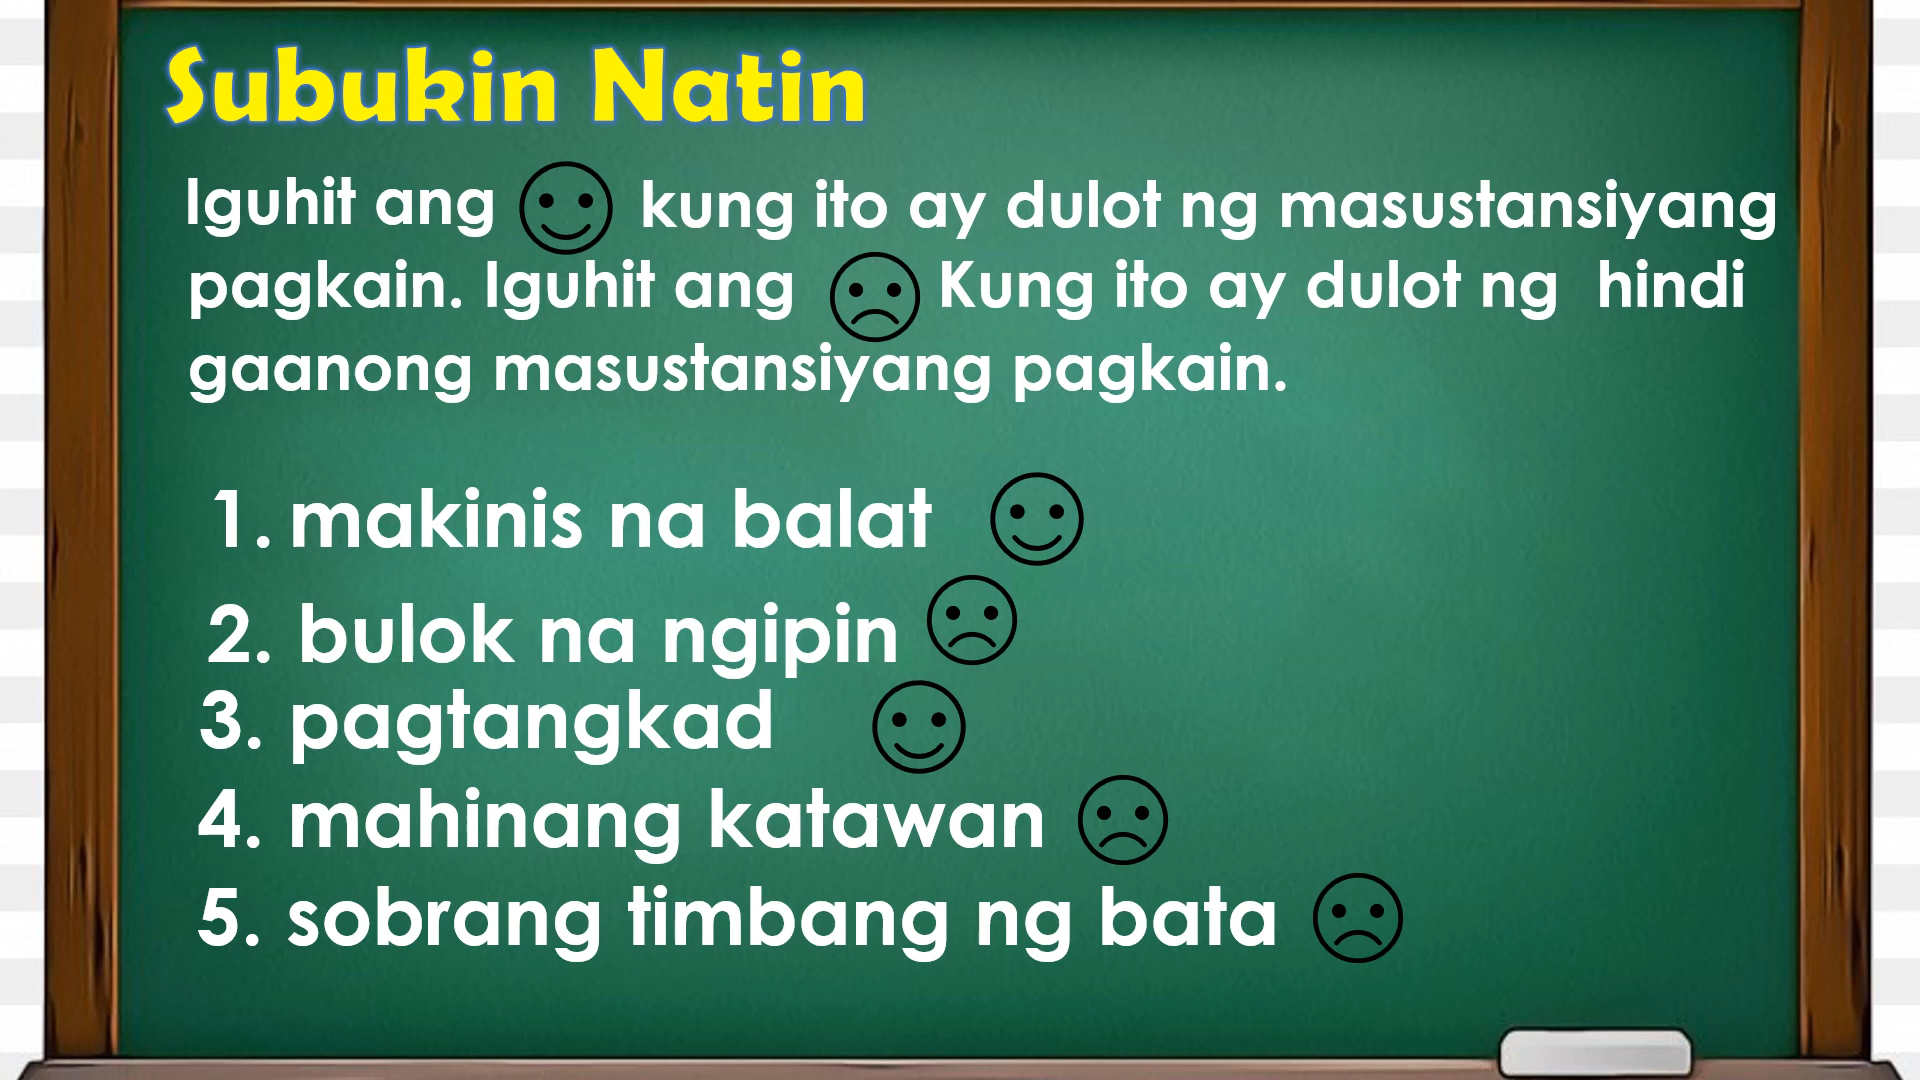 Subukin Natin
Iguhit ang kung ito ay dulot ng masustansiyang
pagkain. Iguhit ang Kung ito ay dulot ng hindi
gaanong masustansiyang pagkain.
1. makinis na balat
2. bulok na ngipin
3. pagtangkad
4. mahinang katawan
5. sobrang timbang ng bata